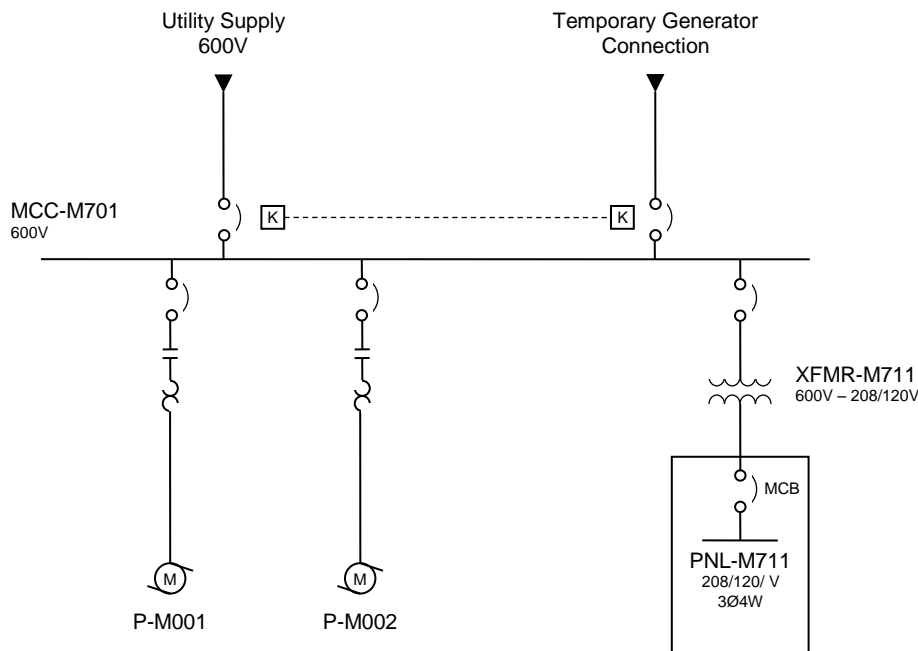 Utility Supply
600V
Temporary Generator
Connection
MCC-M701
600V
K
K
XFMR-M711
600V – 208/120V
MCB
PNL-M711
208/120/ V
3Ø4W
M
M
P-M001
P-M002